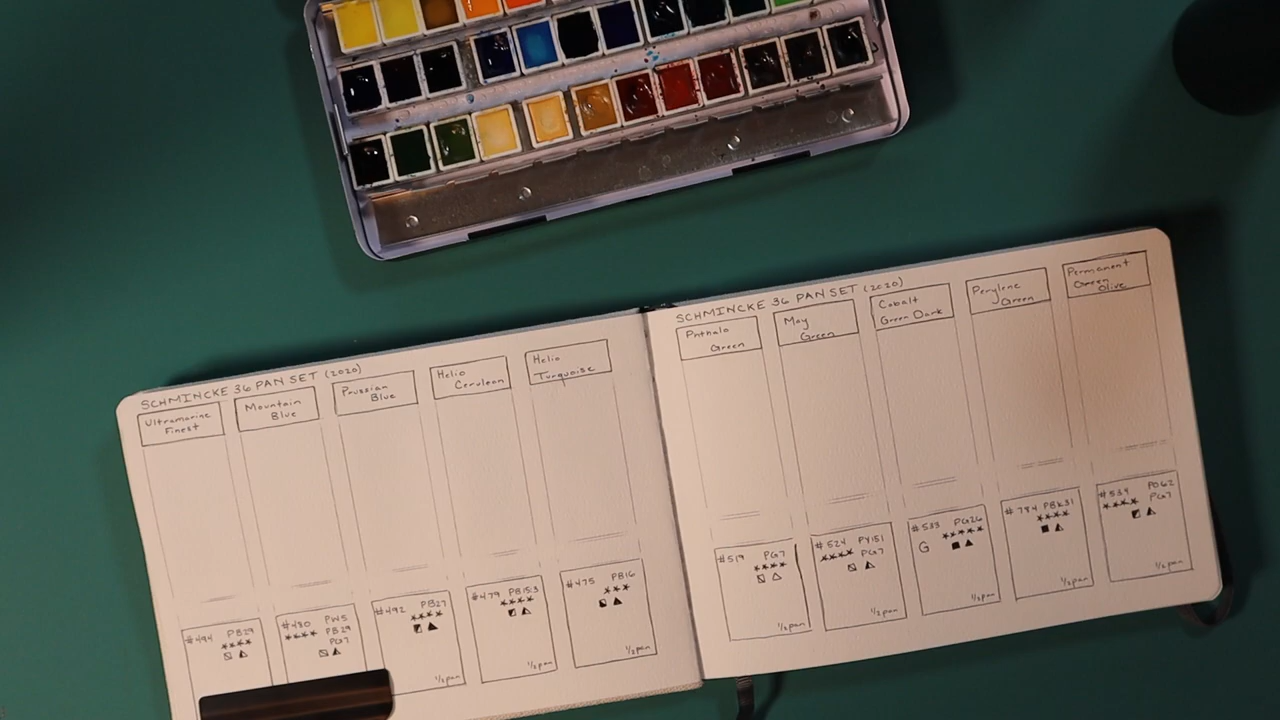 SCHMINCKE 36 PAN SET (2020)
Ultramarine
Finest
Mountain
Blue
Prussian
Blue
Helio
Cerulean
Helio
Turquoise
#494 PB29
****
#480 PW5
**** PB29
PG7
#492 PB27
****
1/2 pan
#479 PB15:3
****
1/2 pan
#475 PB16
***
1/2 pan
SCHMINCKE 36 PAN SET (2020)
Pnthalo
Green
May
Green
Cobalt
Green Dark
Perylene
Green
Permanent
Green
Olive
#519 PG7
****
1/2 pan
#524 PY151
**** PG7
1/2 pan
#533 PG26
*****
G
1/2 pan
#784 PBk31
****
1/2 pan
#534 PO62
**** PG7
1/2 pan